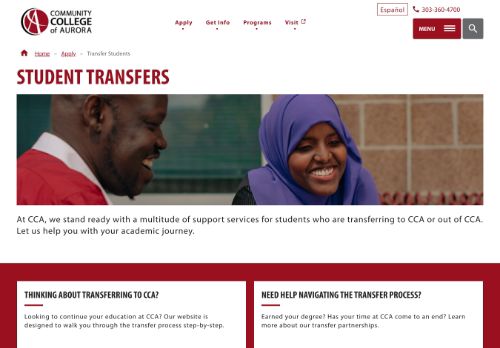 COMMUNITY
COLLEGE
of AURORA
Español 303-360-4700
Apply Get Info Programs Visit
MENU
Home Apply Transfer Students
STUDENT TRANSFERS
At CCA, we stand ready with a multitude of support services for students who are transferring to CCA or out of CCA.
Let us help you with your academic journey.
THINKING ABOUT TRANSFERRING TO CCA?
Looking to continue your education at CCA? Our website is
designed to walk you through the transfer process step-by-step.
NEED HELP NAVIGATING THE TRANSFER PROCESS?
Earned your degree? Has your time at CCA come to an end? Learn
more about our transfer partnerships.